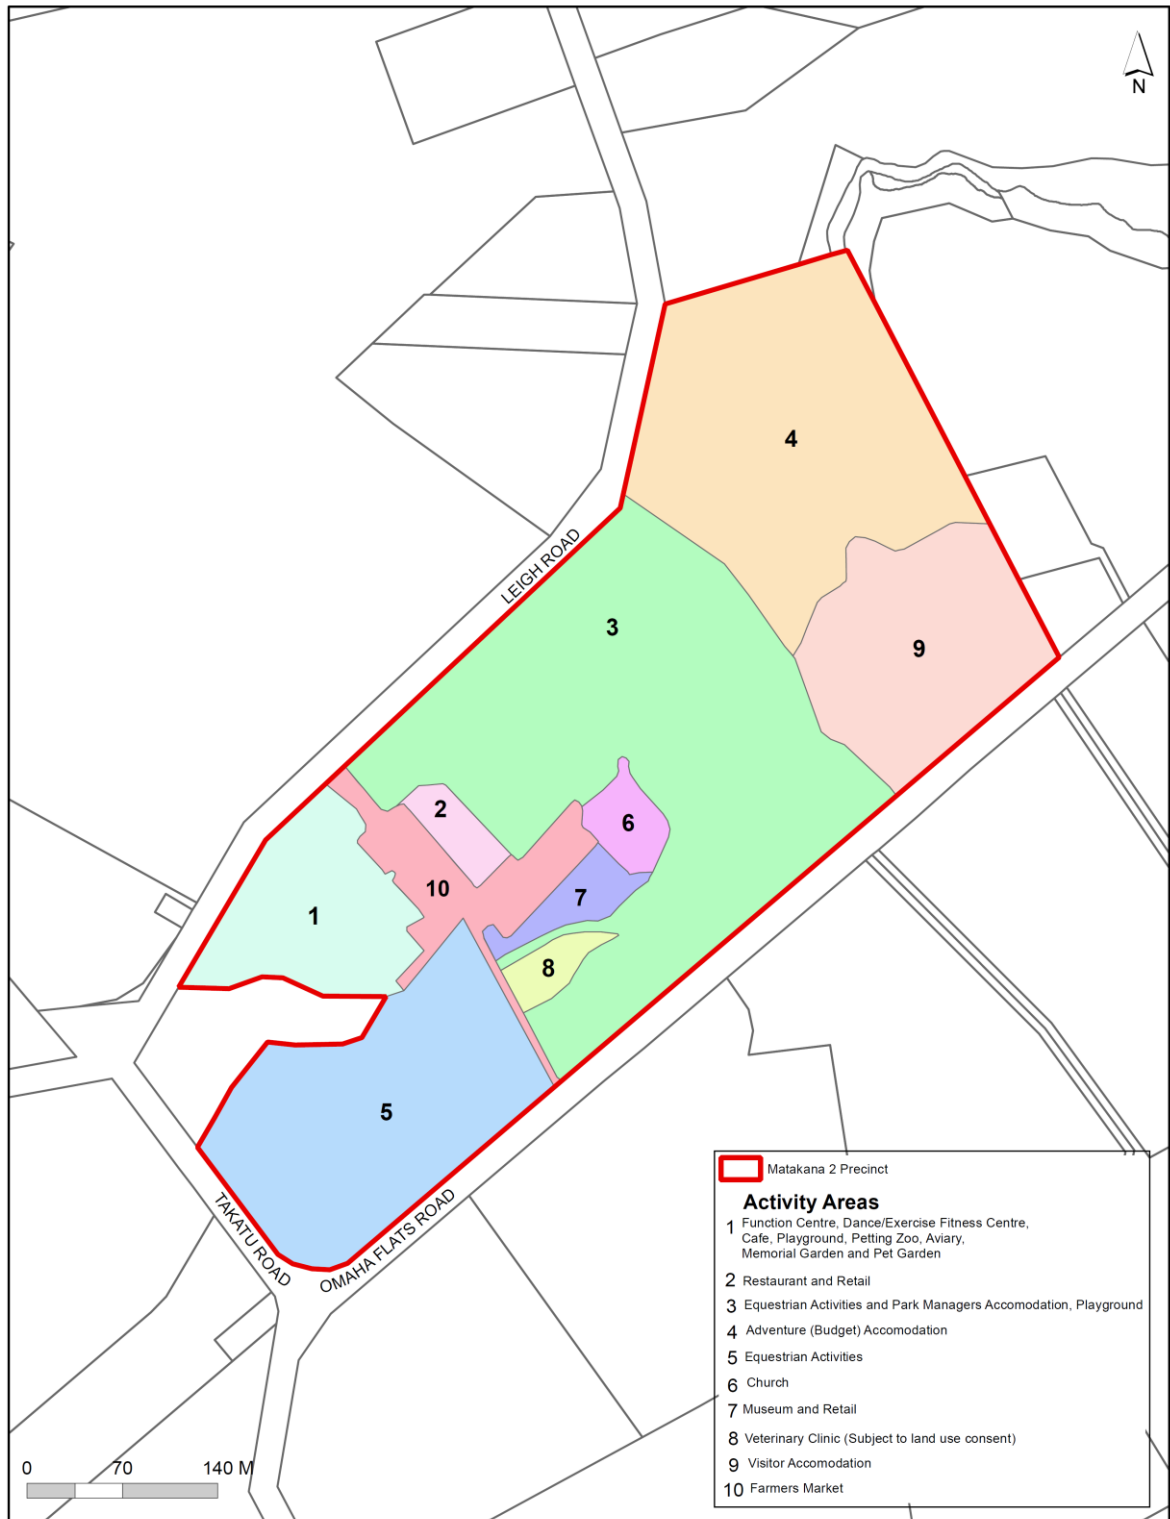 N
4
LEIGH ROAD
3
9
2
6
10
7
1
8
5
TAKATU ROAD
OMAHA FLATS ROAD
0 70 140 M
Matakana 2 Precinct
Activity Areas
1 Function Centre, Dance/Exercise Fitness Centre,
Cafe, Playground, Petting Zoo, Aviary,
Memorial Garden and Pet Garden
2 Restaurant and Retail
3 Equestrian Activities and Park Managers Accomodation, Playground
4 Adventure (Budget) Accomodation
5 Equestrian Activities
6 Church
7 Museum and Retail
8 Veterinary Clinic (Subject to land use consent)
9 Visitor Accomodation
10 Farmers Market